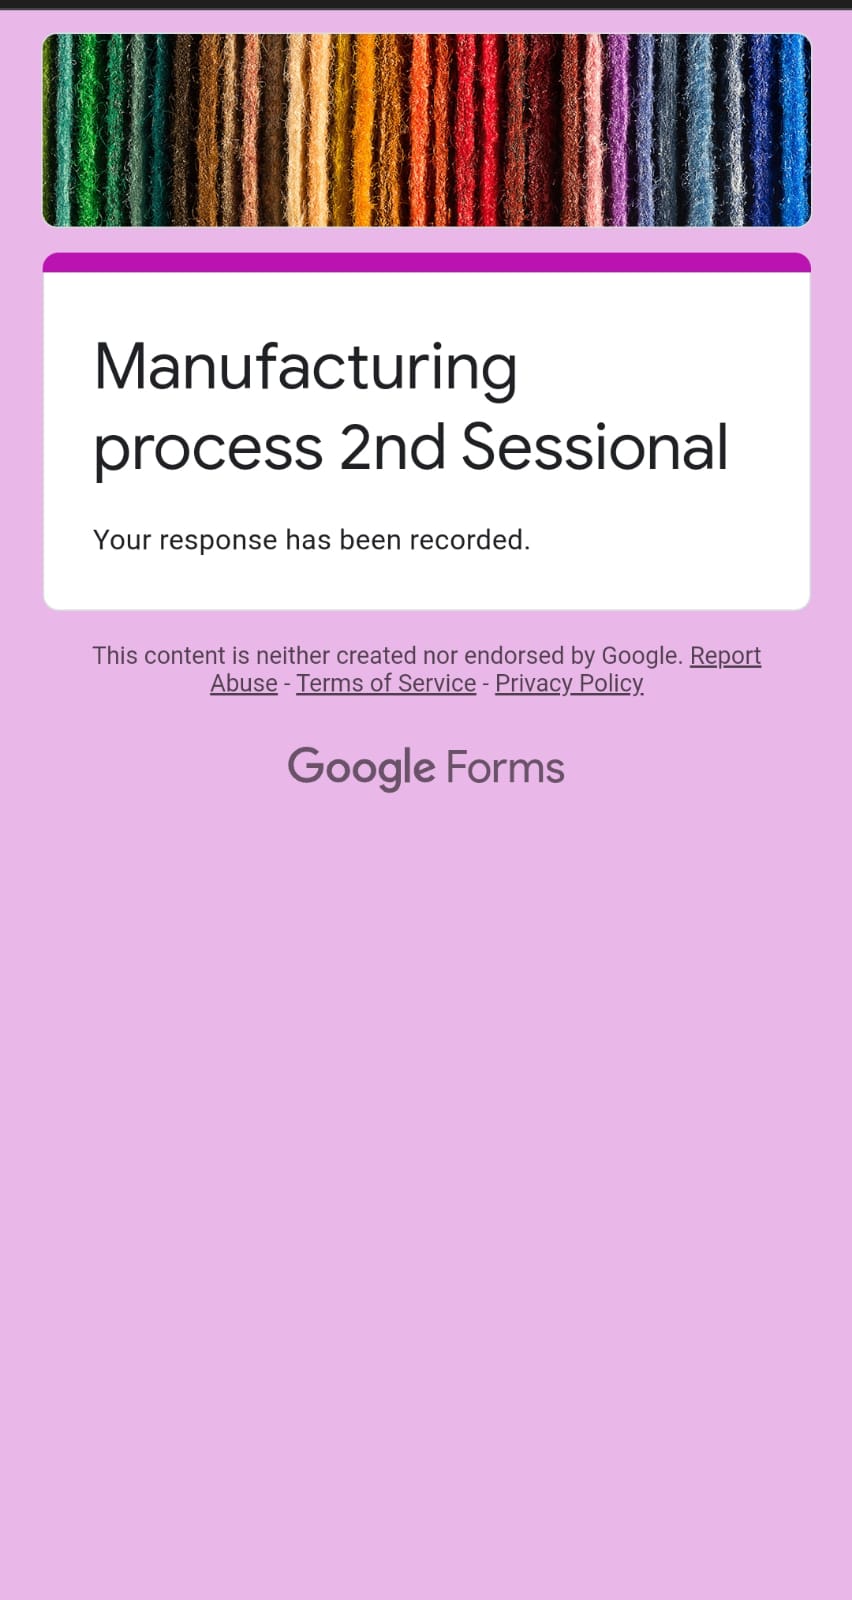 Manufacturing
process 2nd Sessional
Your response has been recorded.
This content is neither created nor endorsed by Google. Report
Abuse - Terms of Service - Privacy Policy
Google Forms